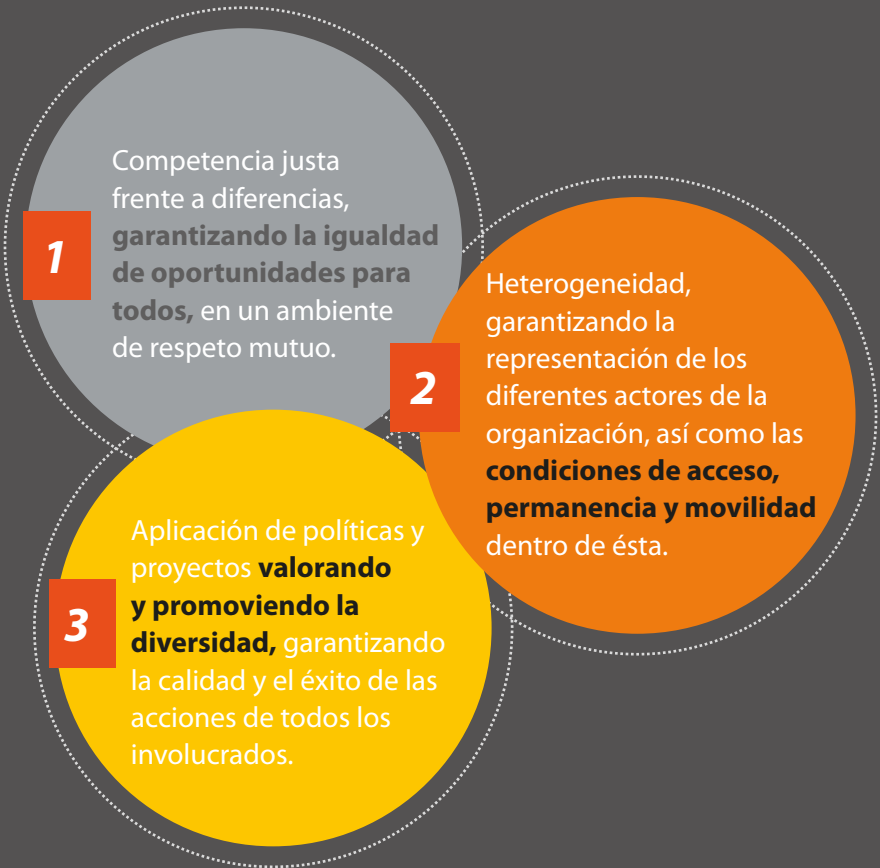 1
Competencia justa
frente a diferencias,
garantizando la igualdad
de oportunidades para
todos, en un ambiente
de respeto mutuo.
2
Heterogeneidad,
garantizando la
representación de los
diferentes actores de la
organización, así como las
condiciones de acceso,
permanencia y movilidad
dentro de ésta.
3
Aplicación de políticas y
proyectos valorando
y promoviendo la
diversidad, garantizando
la calidad y el éxito de las
acciones de todos los
involucrados.